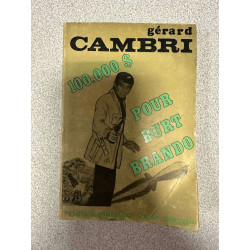 gérard
CAMBRI
100.000 $
POUR
BURT
BRANDO